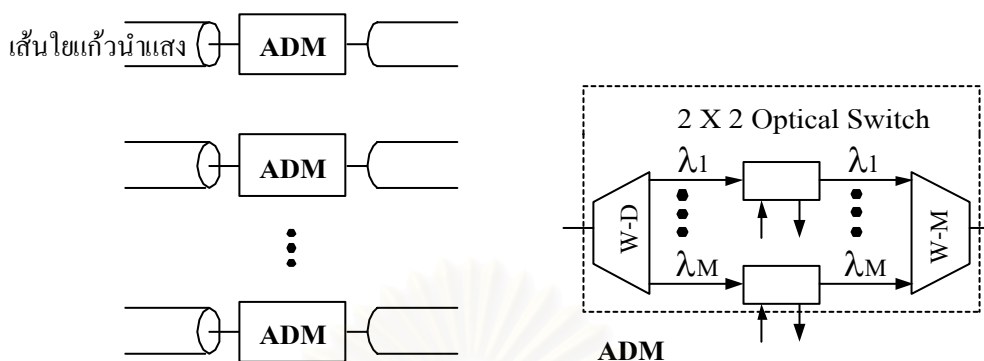 เส้นใยแก้วนำแสง
ADM
ADM
ADM
2 X 2 Optical Switch
λ1 λ1
W-D W-M
λM λM
ADM